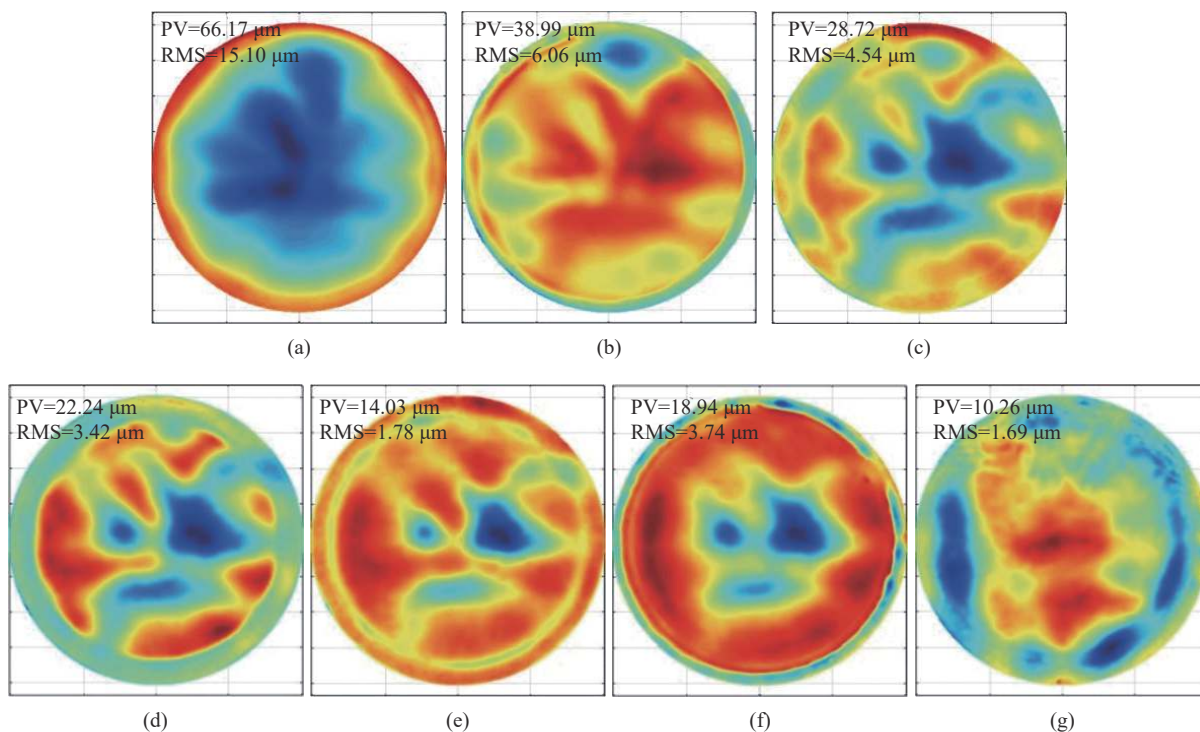 PV=66.17 μm
RMS=15.10 μm
PV=38.99 μm
RMS=6.06 μm
PV=28.72 μm
RMS=4.54 μm
(a)
(b)
(c)
PV=22.24 μm
RMS=3.42 μm
PV=14.03 μm
RMS=1.78 μm
PV=18.94 μm
RMS=3.74 μm
PV=10.26 μm
RMS=1.69 μm
(d)
(e)
(f)
(g)